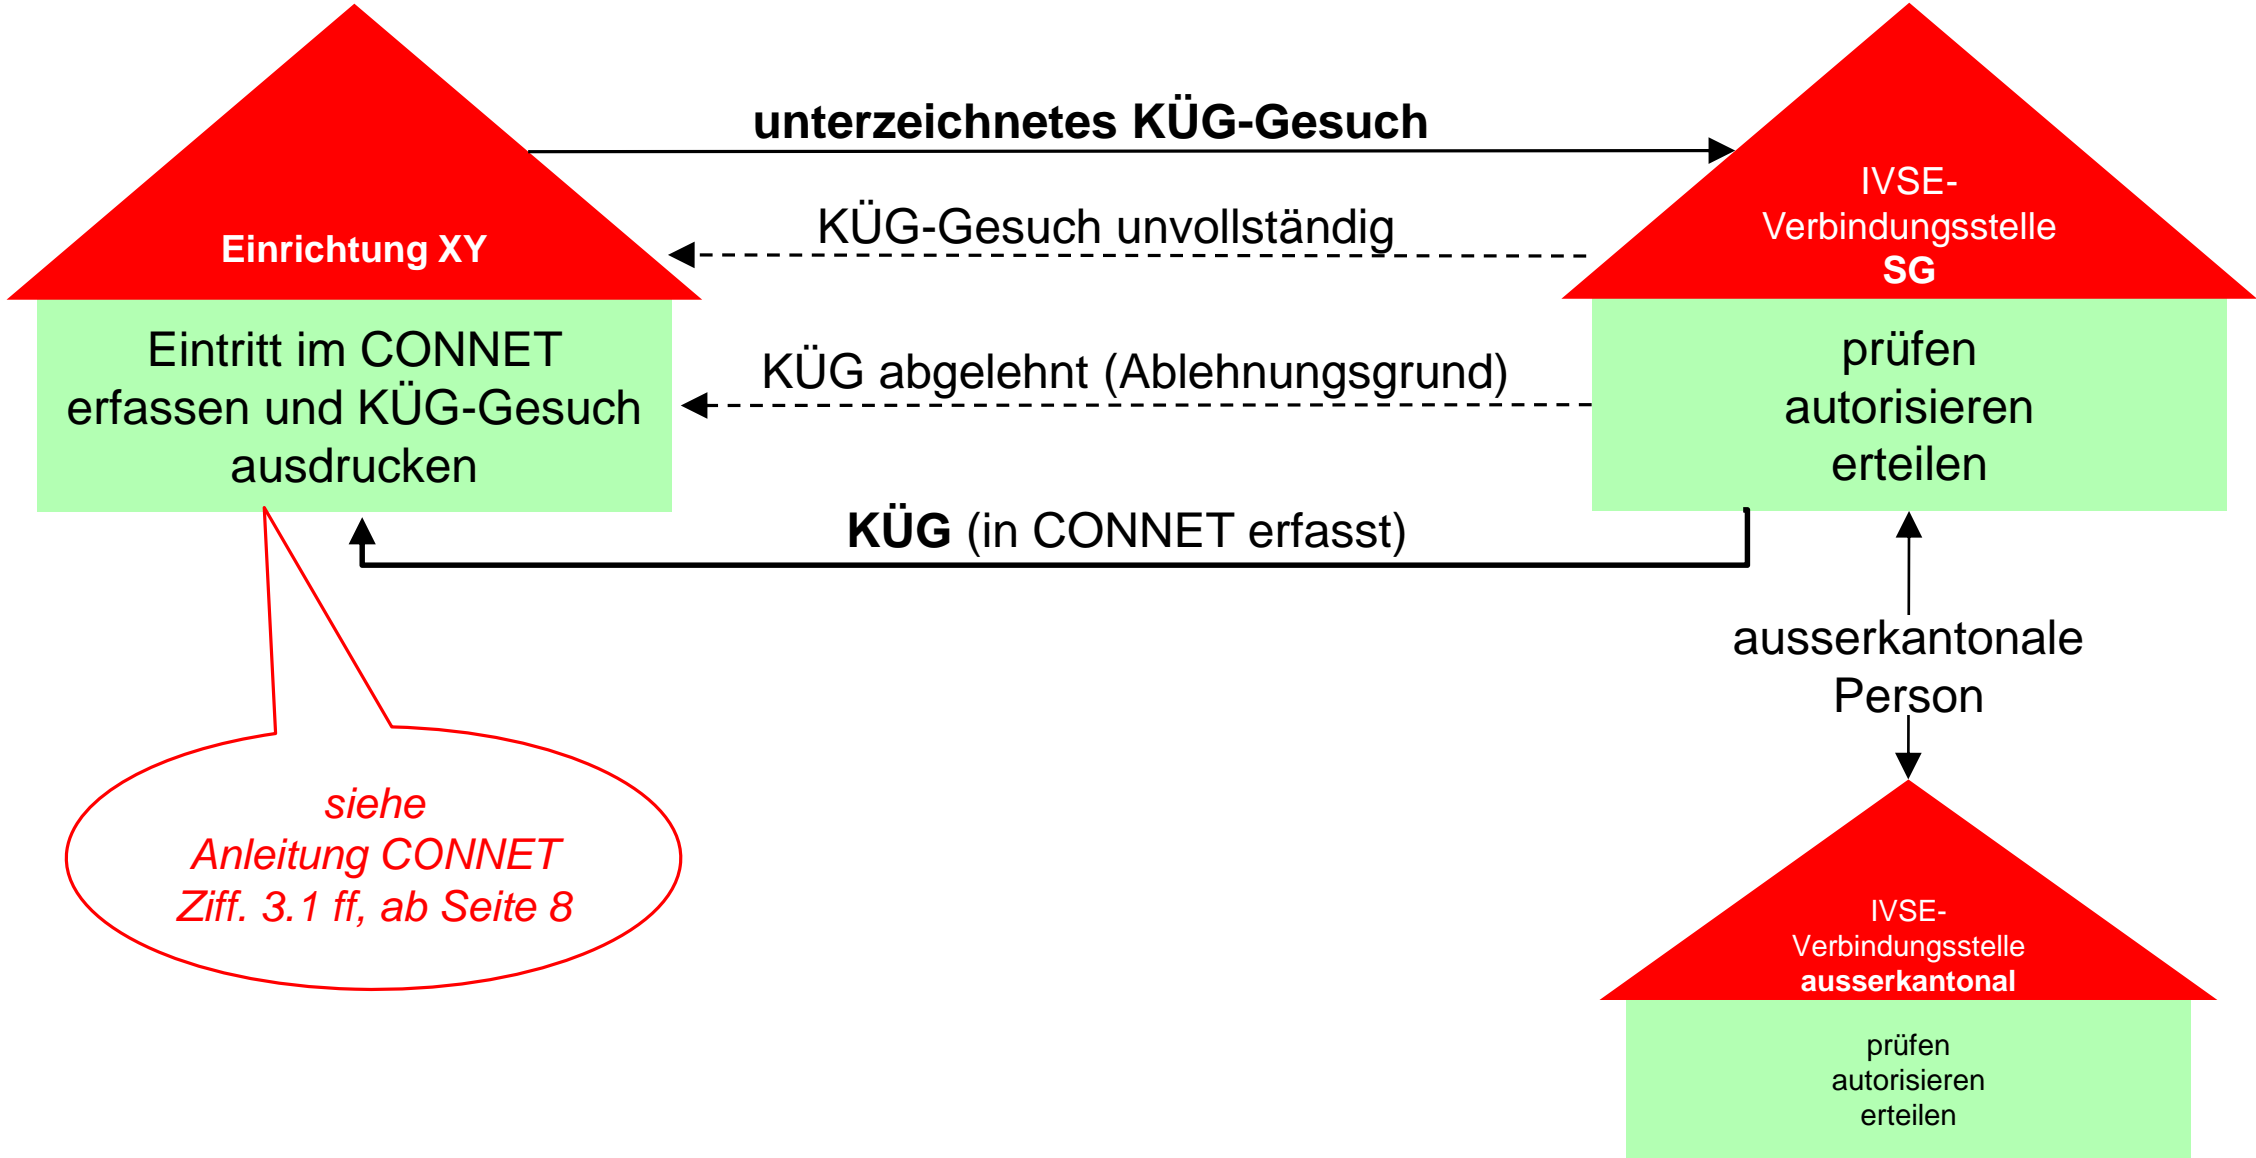 unterzeichnetes KÜG-Gesuch
Einrichtung XY
KÜG-Gesuch unvollständig
IVSE-
Verbindungsstelle
SG
Eintritt im CONNET
erfassen und KÜG-Gesuch
ausdrucken
KÜG abgelehnt (Ablehnungsgrund)
prüfen
autorisieren
erteilen
KÜG (in CONNET erfasst)
ausserkantonale
Person
siehe
Anleitung CONNET
Ziff. 3.1 ff, ab Seite 8
IVSE-
Verbindungsstelle
ausserkantonal
prüfen
autorisieren
erteilen